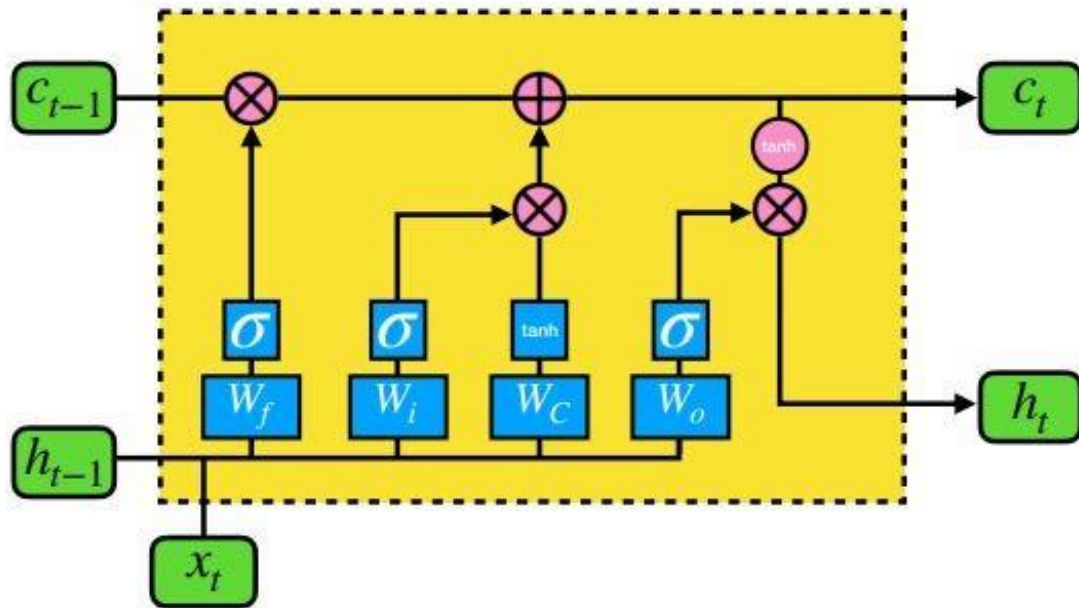 c_{t-1}
c_t
tanh
σ
σ
tanh
σ
W_f
W_i
W_C
W_o
h_t
h_{t-1}
x_t